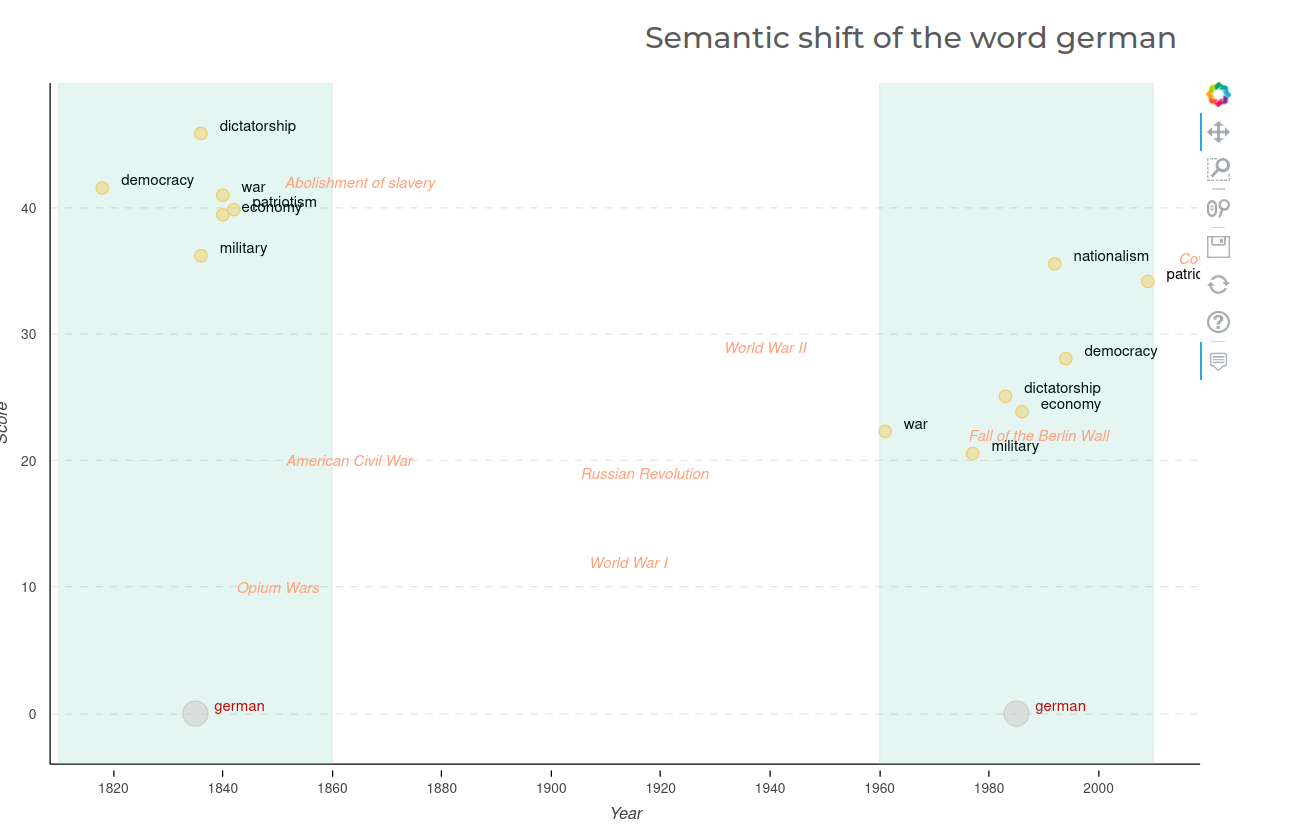 Semantic shift of the word german
dictatorship
democracy
war
Abolishment of slavery
patriotism
economy
40
military
nationalism
patric
30
World War II
democracy
dictatorship
economy
war
Fall of the Berlin Wall
military
Score
20
American Civil War
Russian Revolution
World War I
10
Opium Wars
german
german
0
1820
1840
1860
1880
1900
1920
1940
1960
1980
2000
Year